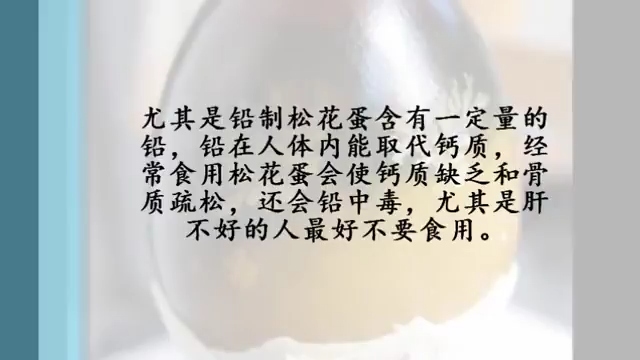 尤其是铅制松花蛋含有一定量的
铅，铅在人体内能取代钙质，经
常食用松花蛋会使钙质缺乏和骨
质疏松，还会铅中毒，尤其是肝
不好的人最好不要食用。